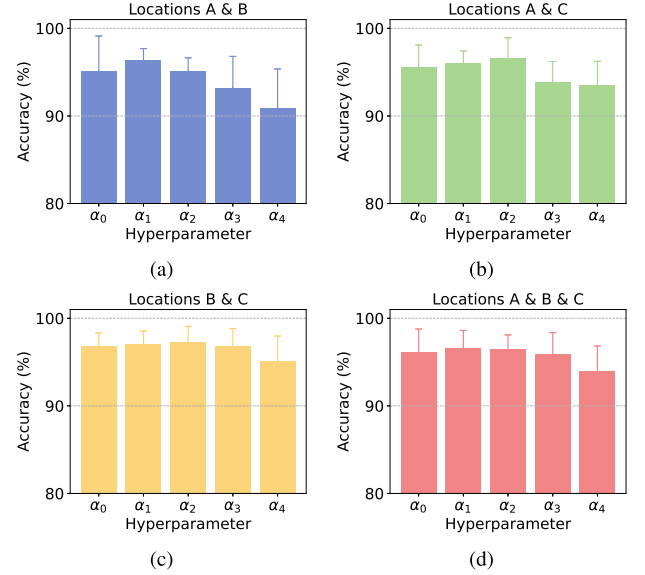 Locations A & B
Accuracy (%)
100
90
80
α0 α1 α2 α3 α4
Hyperparameter
(a)
Locations A & C
Accuracy (%)
100
90
80
α0 α1 α2 α3 α4
Hyperparameter
(b)
Locations B & C
Accuracy (%)
100
90
80
α0 α1 α2 α3 α4
Hyperparameter
(c)
Locations A & B & C
Accuracy (%)
100
90
80
α0 α1 α2 α3 α4
Hyperparameter
(d)